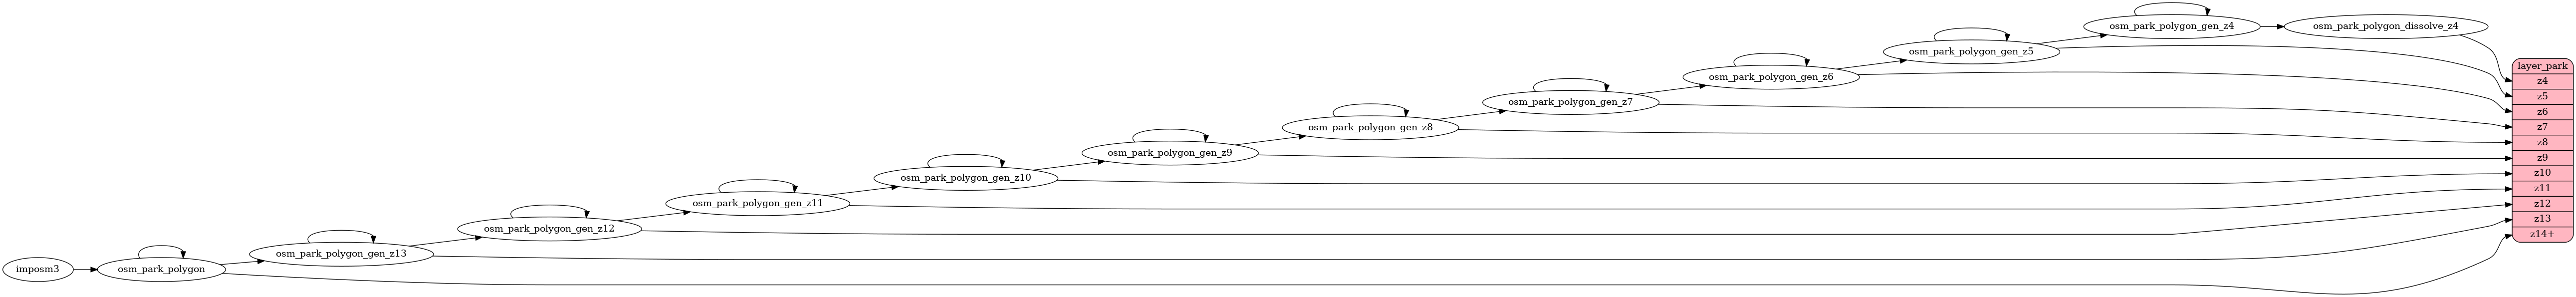 imposm3
osm_park_polygon
osm_park_polygon_gen_z13
osm_park_polygon_gen_z12
osm_park_polygon_gen_z11
osm_park_polygon_gen_z10
osm_park_polygon_gen_z9
osm_park_polygon_gen_z8
osm_park_polygon_gen_z7
osm_park_polygon_gen_z6
osm_park_polygon_gen_z5
osm_park_polygon_gen_z4
osm_park_polygon_dissolve_z4
layer_park
z4
z5
z6
z7
z8
z9
z10
z11
z12
z13
z14+